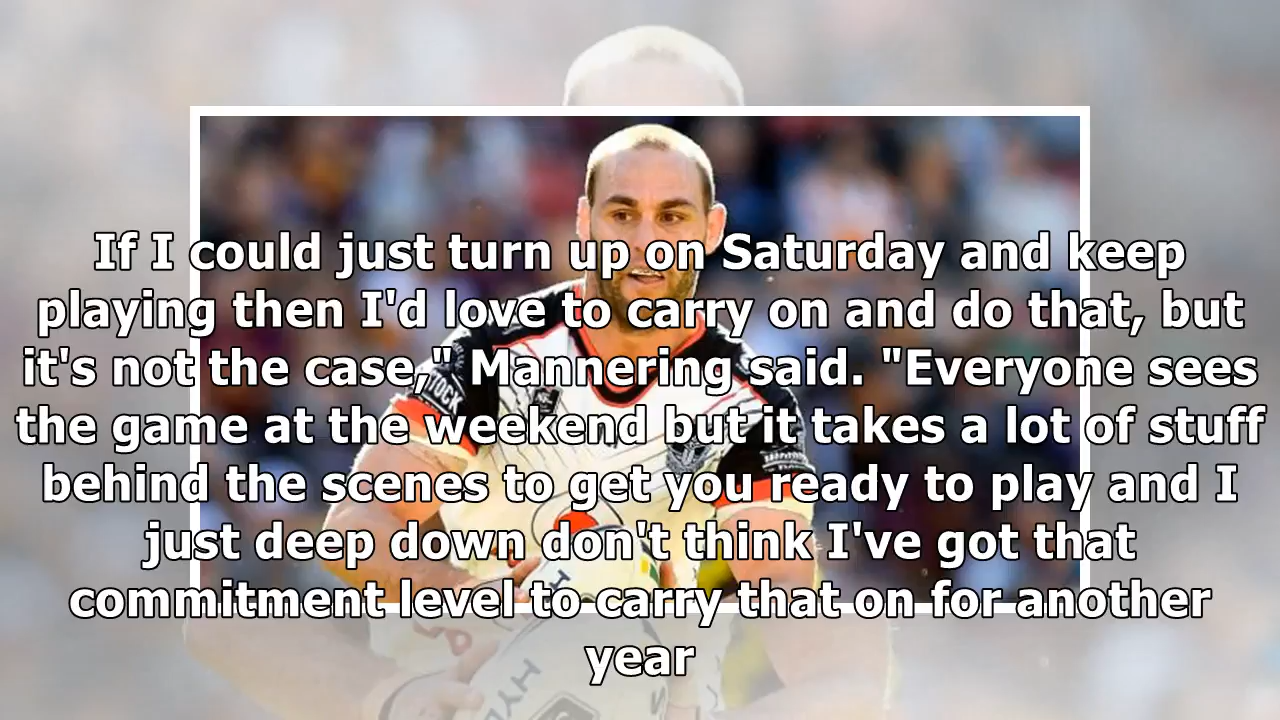 If I could just turn up on Saturday and keep
playing then I'd love to carry on and do that, but
it's not the case," Mannering said. "Everyone sees
the game at the weekend but it takes a lot of stuff
behind the scenes to get you ready to play and I
just deep down don't think I've got that
commitment level to carry that on for another
year